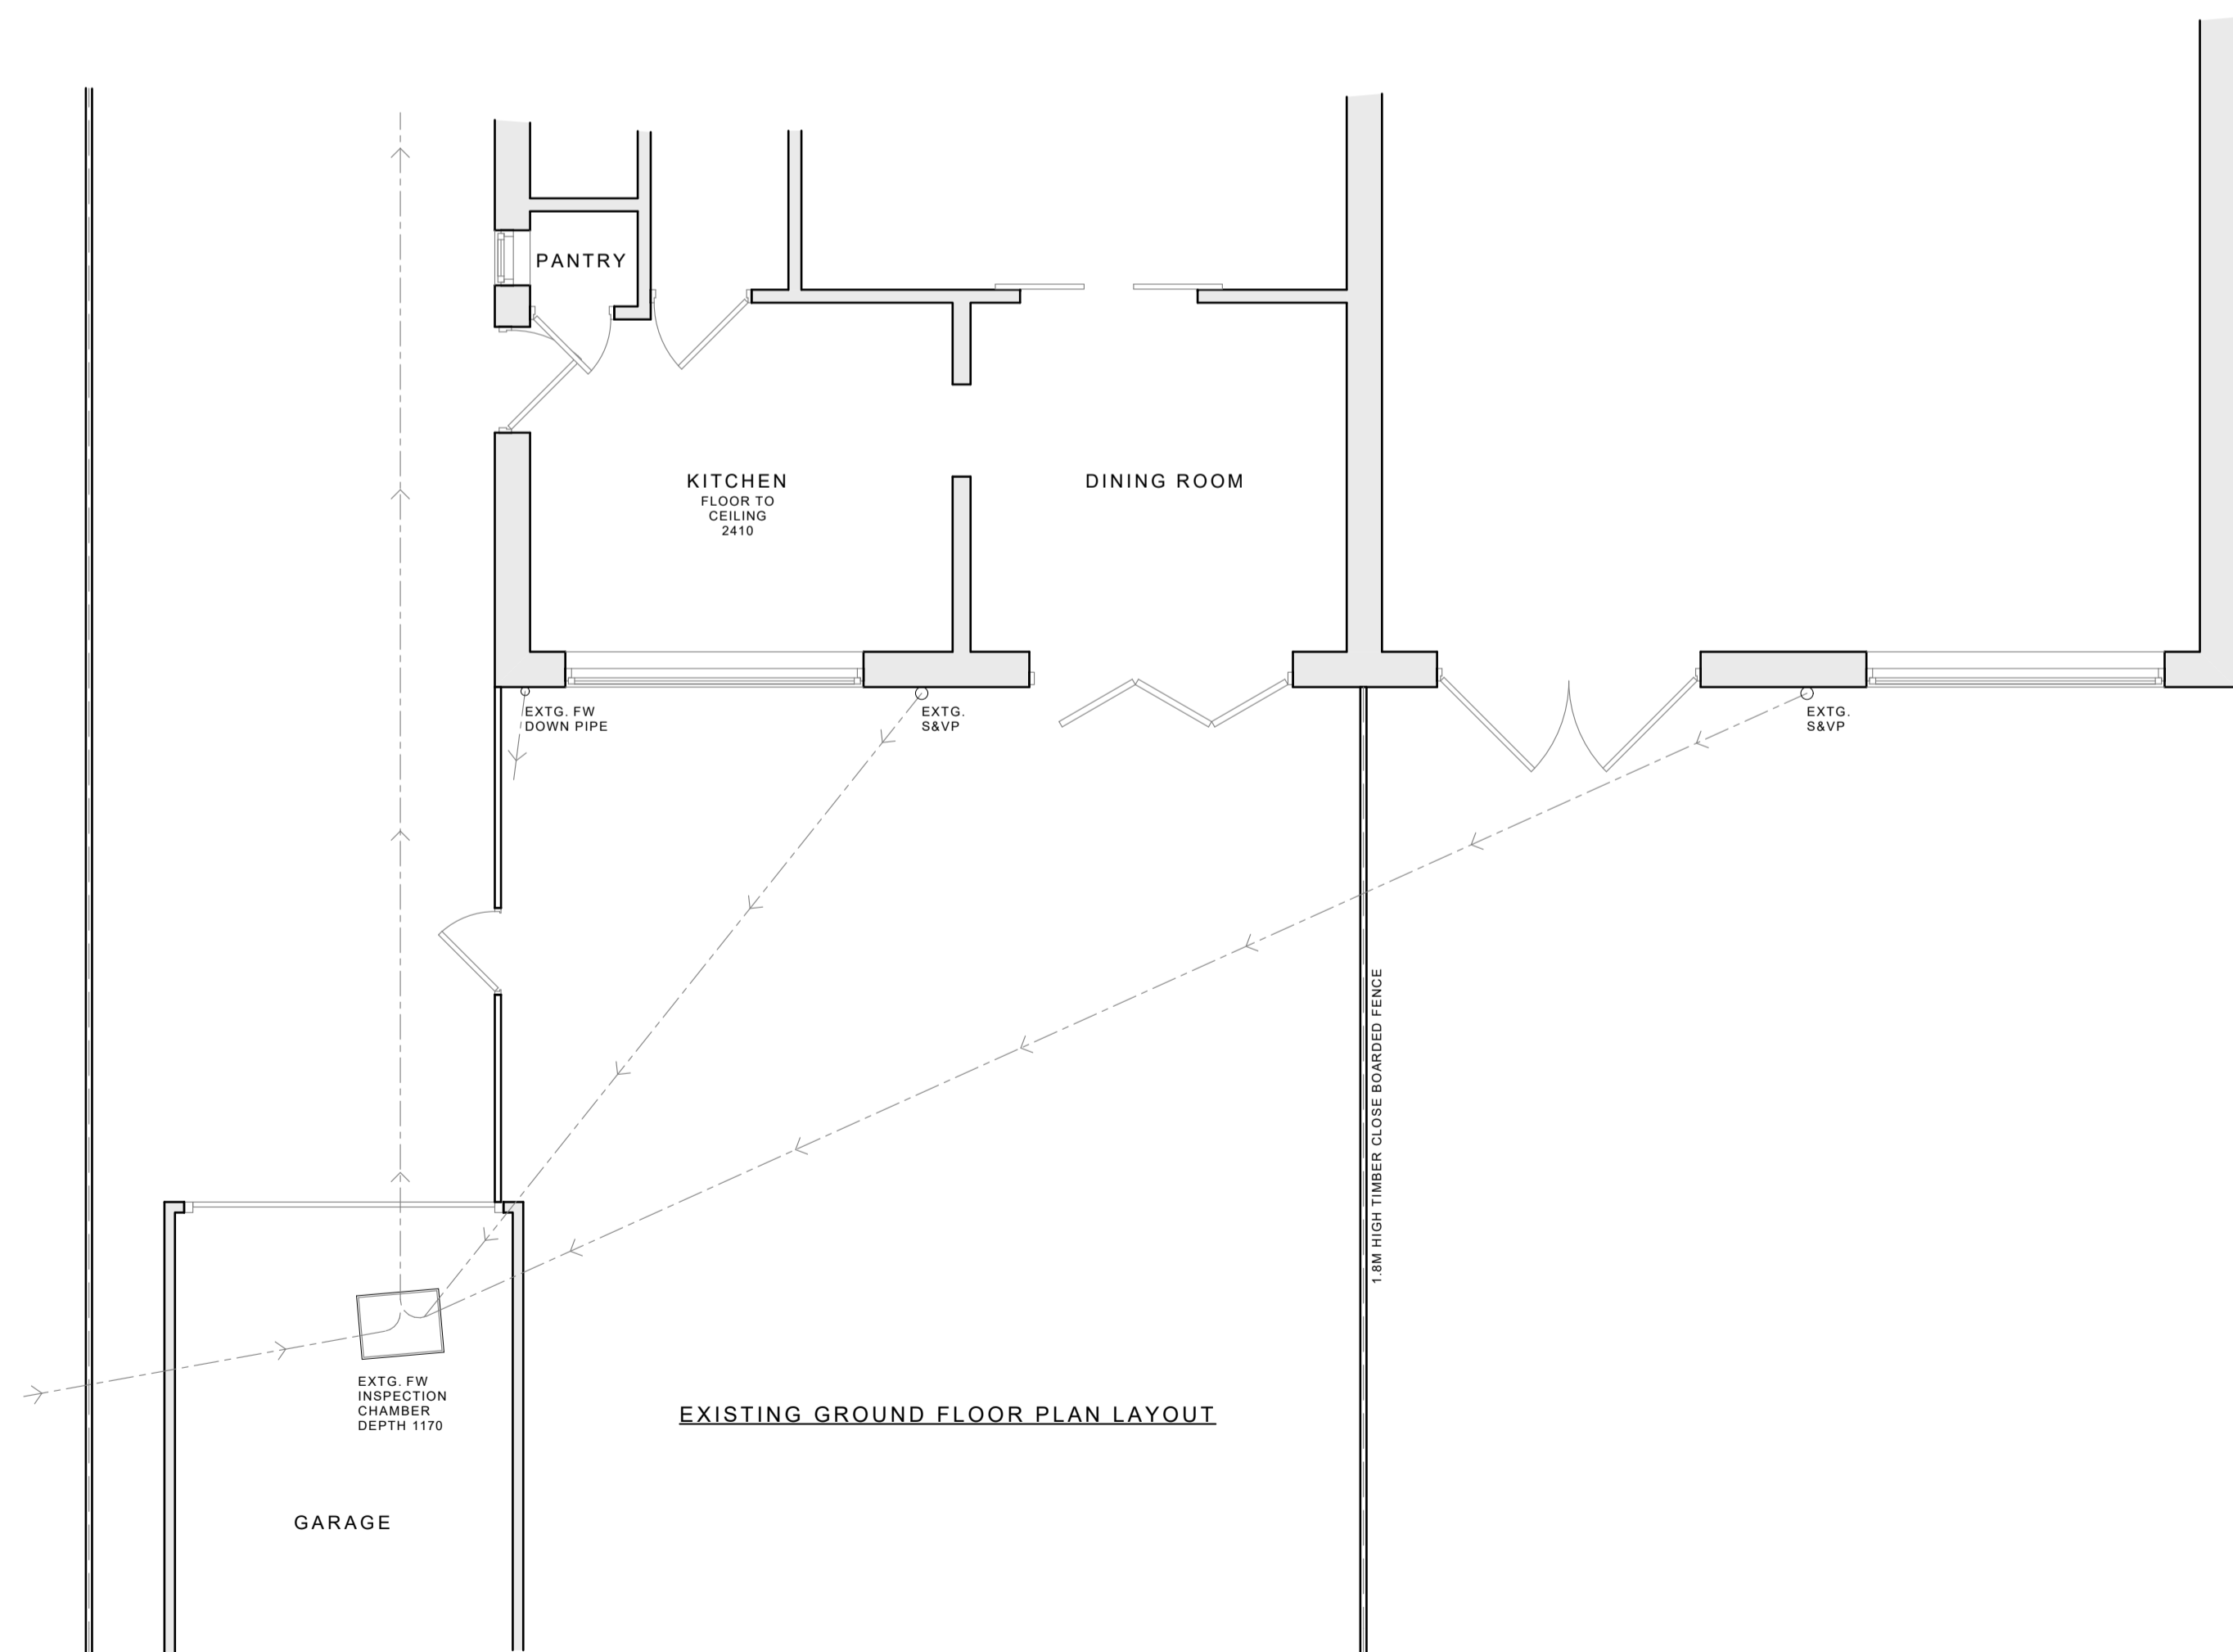 PANTRY
KITCHEN
FLOOR TO
CEILING
2410
DINING ROOM
EXTG. FW
DOWN PIPE
EXTG.
S&VP
EXTG.
S&VP
1.8M HIGH TIMBER CLOSE BOARDED FENCE
EXTG. FW
INSPECTION
CHAMBER
DEPTH 1170
EXISTING GROUND FLOOR PLAN LAYOUT
GARAGE